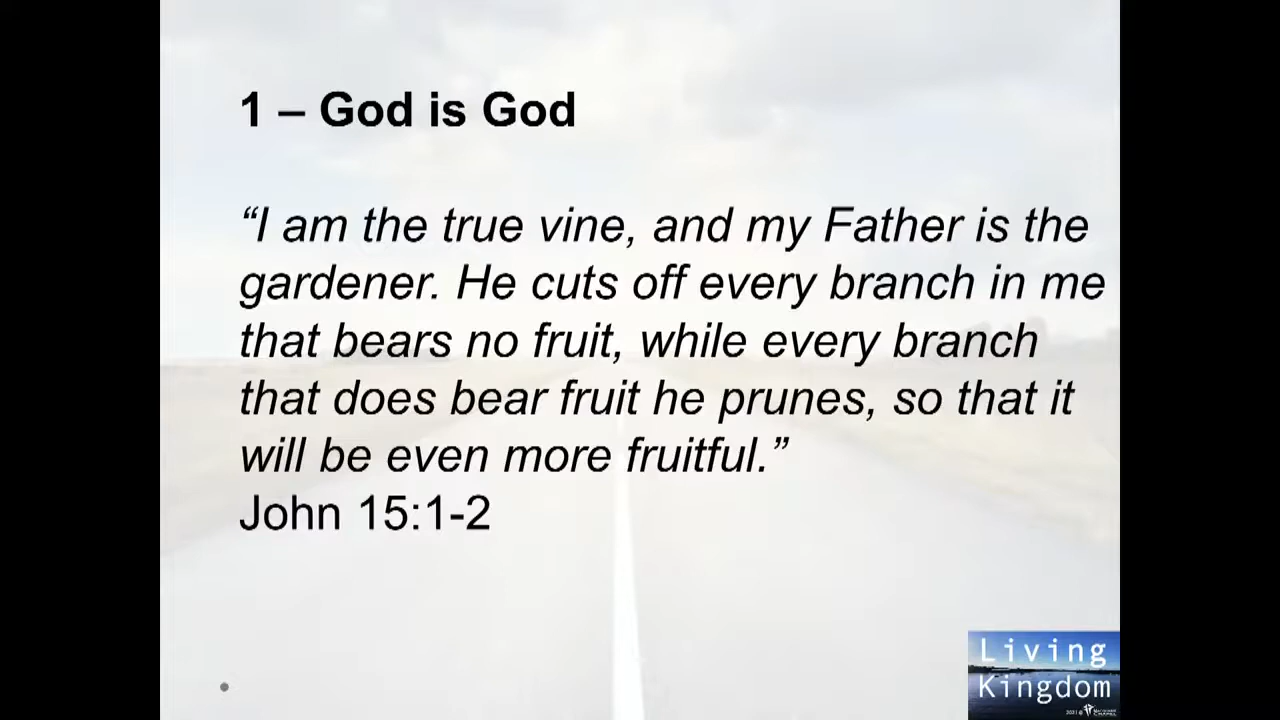 1 – God is God
“I am the true vine, and my Father is the
gardener. He cuts off every branch in me
that bears no fruit, while every branch
that does bear fruit he prunes, so that it
will be even more fruitful.”
John 15:1-2
Living
Kingdom